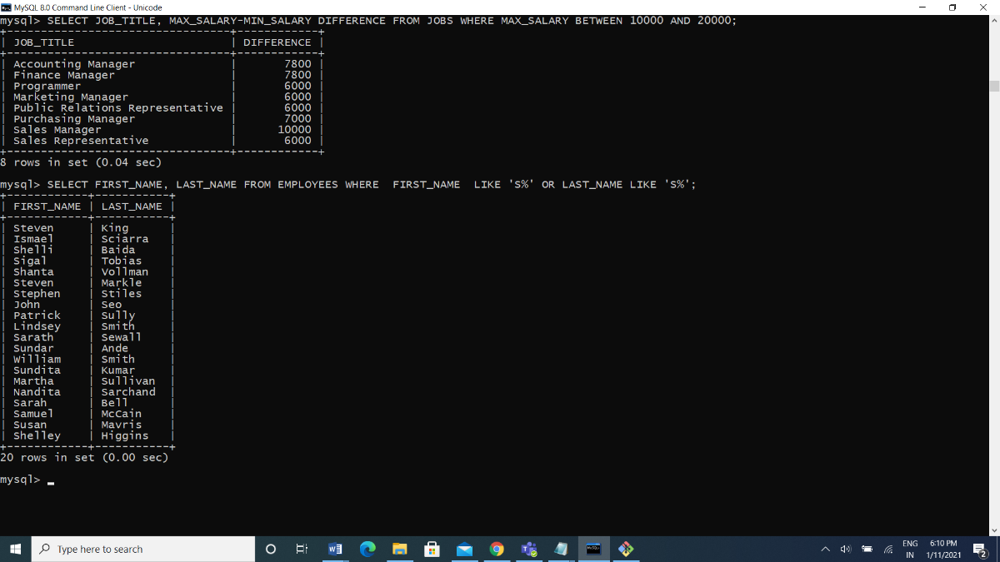 MySQL 8.0 Command Line Client - Unicode
mysql> SELECT JOB_TITLE, MAX_SALARY-MIN_SALARY DIFFERENCE FROM JOBS WHERE MAX_SALARY BETWEEN 10000 AND 20000;
+---------------------------------+------------+
| JOB_TITLE                       | DIFFERENCE |
+---------------------------------+------------+
| Accounting Manager              |       7800 |
| Finance Manager                 |       7800 |
| Programmer                      |       6000 |
| Marketing Manager               |       6000 |
| Public Relations Representative |       6000 |
| Purchasing Manager              |       7000 |
| Sales Manager                   |      10000 |
| Sales Representative            |       6000 |
+---------------------------------+------------+
8 rows in set (0.04 sec)
mysql> SELECT FIRST_NAME, LAST_NAME FROM EMPLOYEES WHERE  FIRST_NAME  LIKE 'S%' OR LAST_NAME LIKE 'S%';
+------------+-----------+
| FIRST_NAME | LAST_NAME |
+------------+-----------+
| Steven     | King      |
| Ismael     | Sciarra   |
| Shelli     | Baida     |
| Sigal      | Tobias    |
| Shanta     | Vollman   |
| Steven     | Markle    |
| Stephen    | Stiles    |
| John       | Seo       |
| Patrick    | Sully     |
| Lindsey    | Smith     |
| Sarath     | Sewall    |
| Sundar     | Ande      |
| William    | Smith     |
| Sundita    | Kumar     |
| Martha     | Sullivan  |
| Nandita    | Sarchand  |
| Sarah      | Bell      |
| Samuel     | McCain    |
| Susan      | Mavris    |
| Shelley    | Higgins   |
+------------+-----------+
20 rows in set (0.00 sec)
mysql> _
Type here to search
ENG 6:10 PM
IN 1/11/2021
2